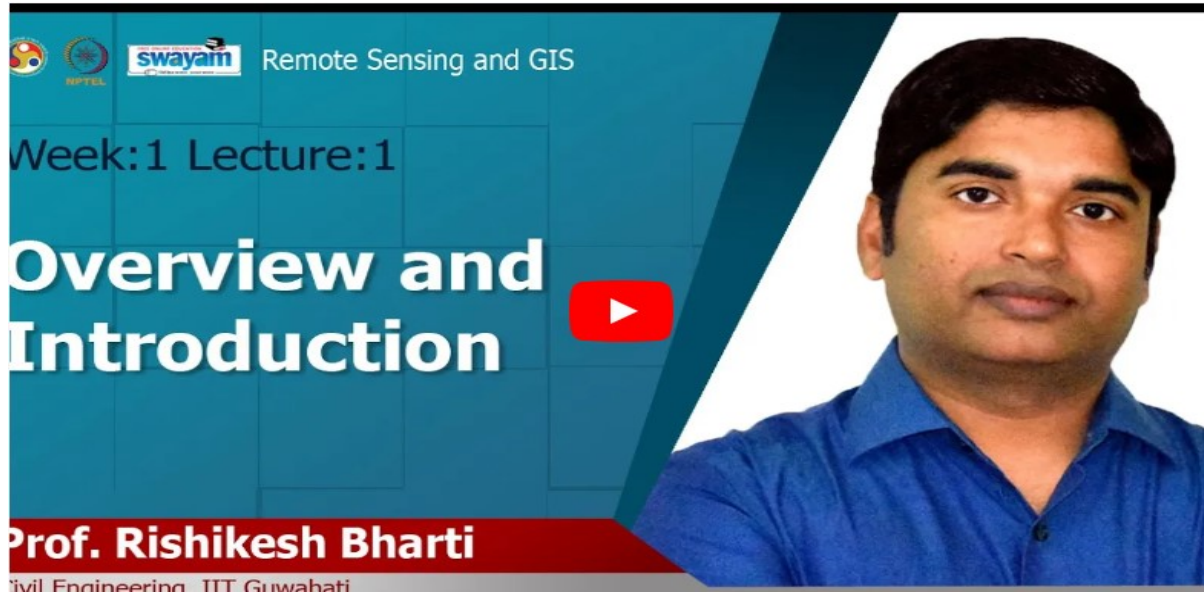 swayam
Remote Sensing and GIS
NPTEL
Week:1 Lecture:1
Overview and
Introduction
Prof. Rishikesh Bharti
Civil Engineering, IIT Guwahati